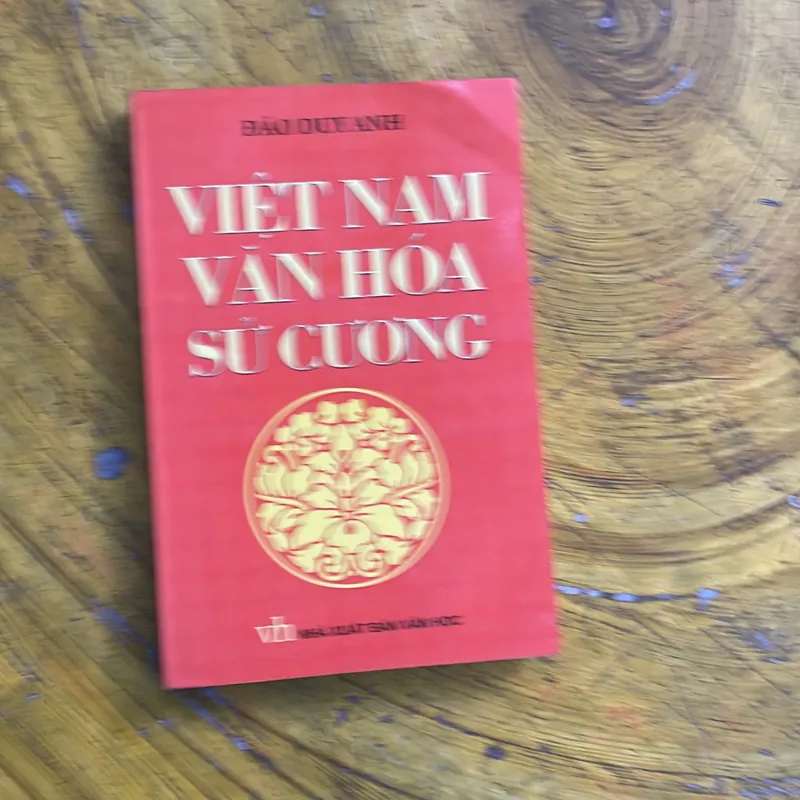 ĐÀO DUY ANH
VIỆT NAM
VĂN HÓA
SỬ CƯƠNG
vh NHÀ XUẤT BẢN VĂN HỌC